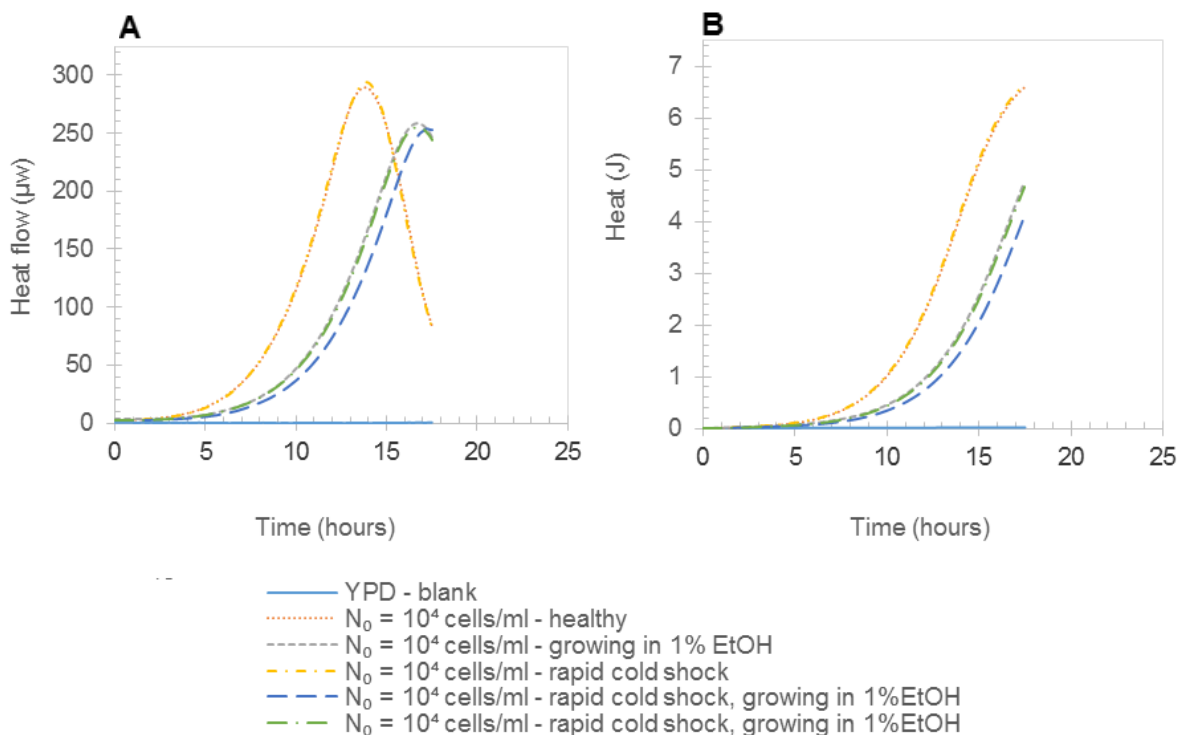 A
B
300
250
200
150
100
50
0
Heat flow (µw)
0 5 10 15 20 25
Time (hours)
7
6
5
4
3
2
1
0
Heat (J)
0 5 10 15 20 25
Time (hours)
YPD - blank
N₀ = 10⁴ cells/ml - healthy
N₀ = 10⁴ cells/ml - growing in 1% EtOH
N₀ = 10⁴ cells/ml - rapid cold shock
N₀ = 10⁴ cells/ml - rapid cold shock, growing in 1%EtOH
N₀ = 10⁴ cells/ml - rapid cold shock, growing in 1%EtOH